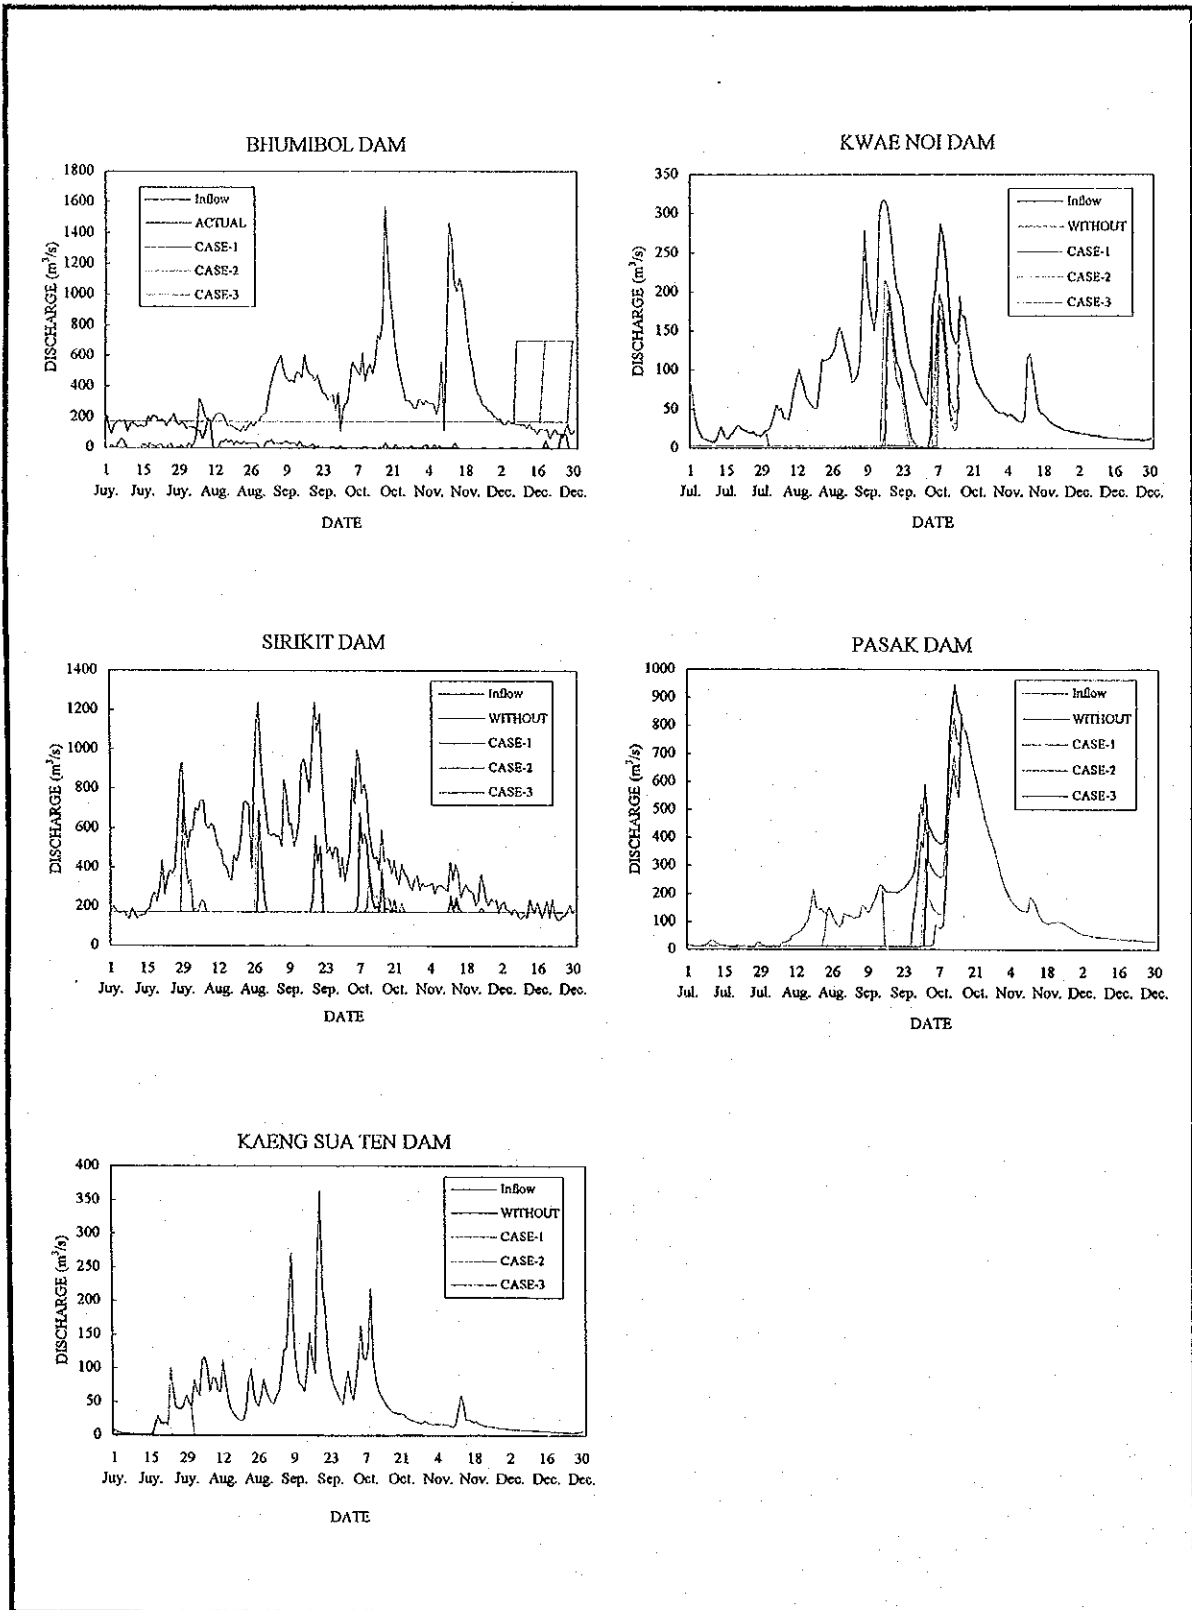 BHUMIBOL DAM
1800
1600
1400
1200
1000
800
600
400
200
0
DISCHARGE (m³/s)
Inflow
ACTUAL
CASE-1
CASE-2
CASE-3
1 15 29 12 26 9 23 7 21 4 18 2 16 30
Juy. Juy. Juy. Aug. Aug. Sep. Sep. Oct. Oct. Nov. Nov. Dec. Dec. Dec.
DATE
KWAE NOI DAM
350
300
250
200
150
100
50
0
DISCHARGE (m³/s)
Inflow
WITHOUT
CASE-1
CASE-2
CASE-3
1 15 29 12 26 9 23 7 21 4 18 2 16 30
Jul. Jul. Jul. Aug. Aug. Sep. Sep. Oct. Oct. Nov. Nov. Dec. Dec. Dec.
DATE
SIRIKIT DAM
1400
1200
1000
800
600
400
200
0
DISCHARGE (m³/s)
Inflow
WITHOUT
CASE-1
CASE-2
CASE-3
1 15 29 12 26 9 23 7 21 4 18 2 16 30
Juy. Juy. Juy. Aug. Aug. Sep. Sep. Oct. Oct. Nov. Nov. Dec. Dec. Dec.
DATE
PASAK DAM
1000
900
800
700
600
500
400
300
200
100
0
DISCHARGE (m³/s)
Inflow
WITHOUT
CASE-1
CASE-2
CASE-3
1 15 29 12 26 9 23 7 21 4 18 2 16 30
Jul. Jul. Jul. Aug. Aug. Sep. Sep. Oct. Oct. Nov. Nov. Dec. Dec. Dec.
DATE
KAENG SUA TEN DAM
400
350
300
250
200
150
100
50
0
DISCHARGE (m³/s)
Inflow
WITHOUT
CASE-1
CASE-2
CASE-3
1 15 29 12 26 9 23 7 21 4 18 2 16 30
Juy. Juy. Juy. Aug. Aug. Sep. Sep. Oct. Oct. Nov. Nov. Dec. Dec. Dec.
DATE